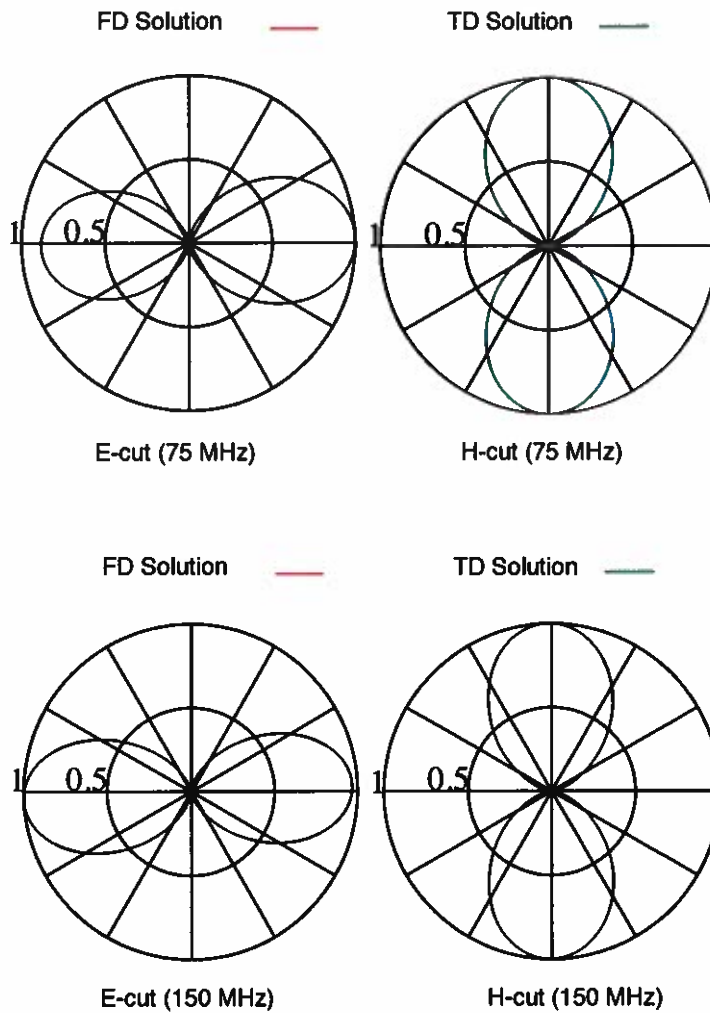 FD Solution
TD Solution
1 0.5
1 0.5
E-cut (75 MHz)
H-cut (75 MHz)
FD Solution
TD Solution
1 0.5
1 0.5
E-cut (150 MHz)
H-cut (150 MHz)